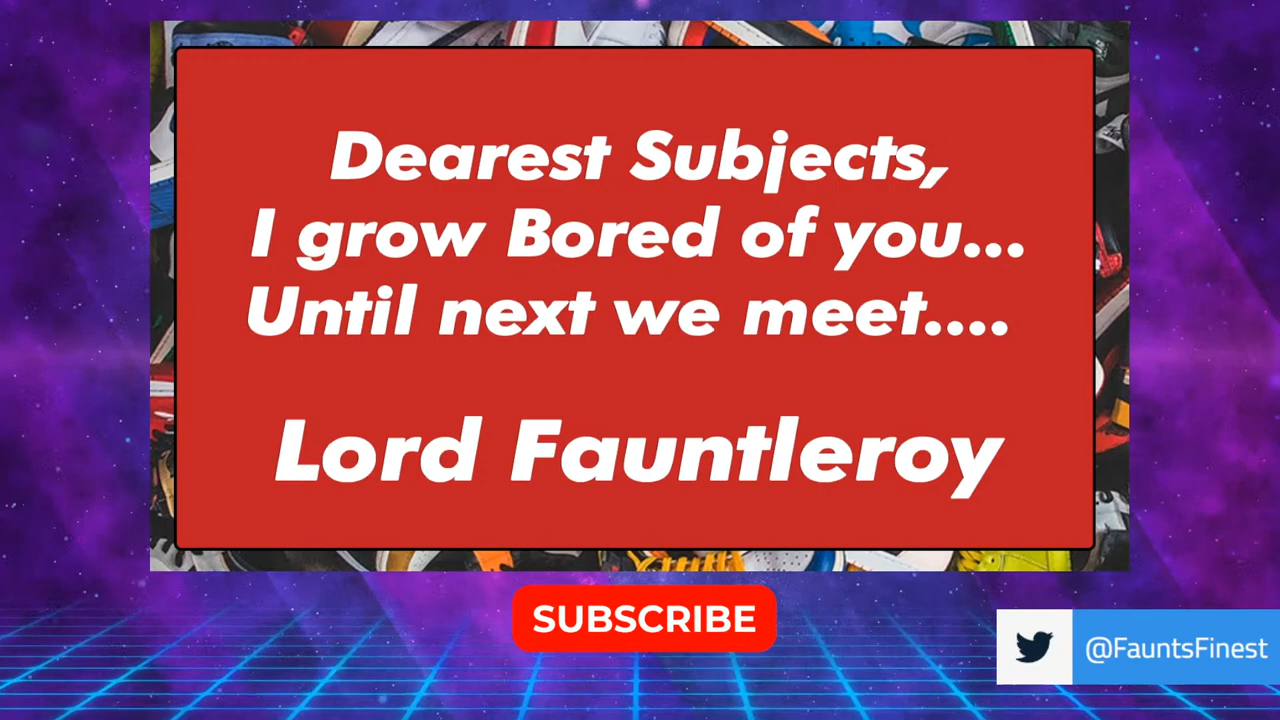 Dearest Subjects,
I grow Bored of you...
Until next we meet....
Lord Fauntleroy
SUBSCRIBE
@FauntsFinest